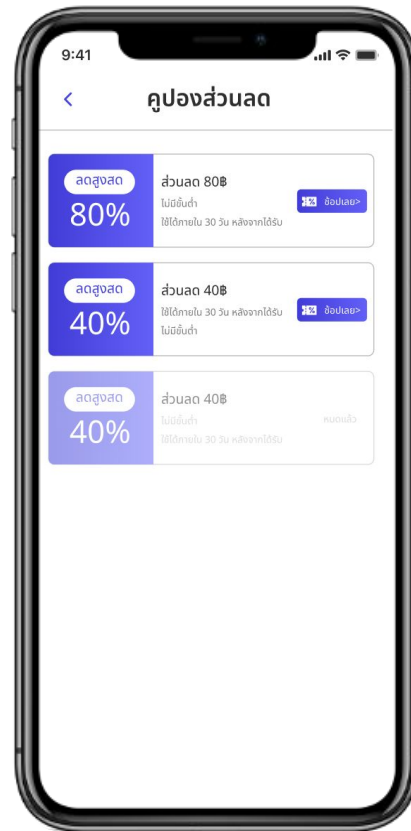 9:41
คูปองส่วนลด
ลดสูงสด
80%
ส่วนลด 80฿
ไม่มีขั้นต่ำ
ใช้ได้ภายใน 30 วัน หลังจากได้รับ
ช้อปเลย>
ลดสูงสด
40%
ส่วนลด 40฿
ใช้ได้ภายใน 30 วัน หลังจากได้รับ
ไม่มีขั้นต่ำ
ช้อปเลย>
ลดสูงสด
40%
ส่วนลด 40฿
ไม่มีขั้นต่ำ
ใช้ได้ภายใน 30 วัน หลังจากได้รับ
หมดแล้ว